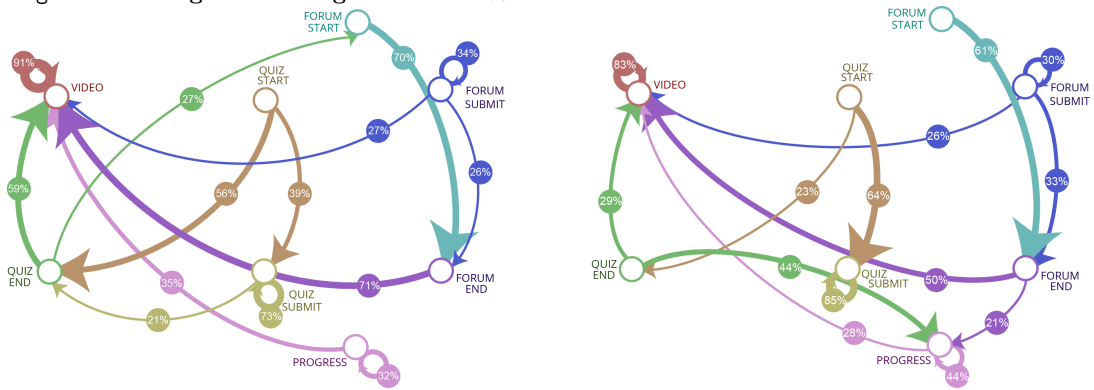 FORUM
START
70%
34%
91%
VIDEO
QUIZ
START
FORUM
SUBMIT
27%
27%
26%
59%
56%
39%
QUIZ
END
QUIZ
SUBMIT
FORUM
END
35%
71%
21%
73%
PROGRESS
32%
FORUM
START
61%
30%
83%
VIDEO
QUIZ
START
FORUM
SUBMIT
26%
33%
29%
23%
64%
QUIZ
END
44%
QUIZ
SUBMIT
FORUM
END
50%
85%
21%
28%
PROGRESS
44%